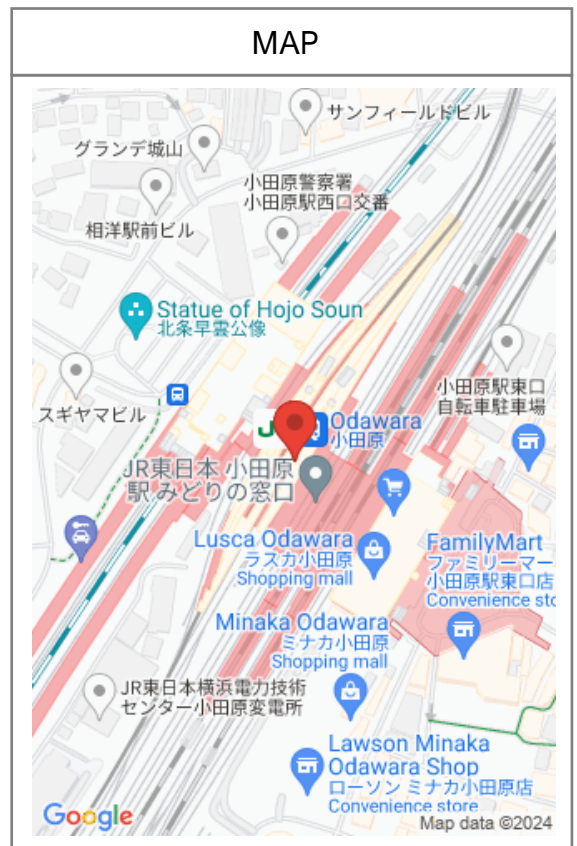 MAP
サンフィールドビル
グランデ城山
小田原警察署
小田原駅西口交番
相洋駅前ビル
Statue of Hojo Soun
北条早雲公像
スギヤマビル
小田原駅東口
自転車駐車場
J
Odawara
小田原
JR東日本 小田原
駅 みどりの窓口
Lusca Odawara
ラスカ小田原
Shopping mall
FamilyMart
ファミリーマー
小田原駅東口店
Convenience sto
Minaka Odawara
ミナカ小田原
Shopping mall
JR東日本横浜電力技術
センター小田原変電所
Lawson Minaka
Odawara Shop
ローソン ミナカ小田原店
Convenience store
Google
Map data ©2024